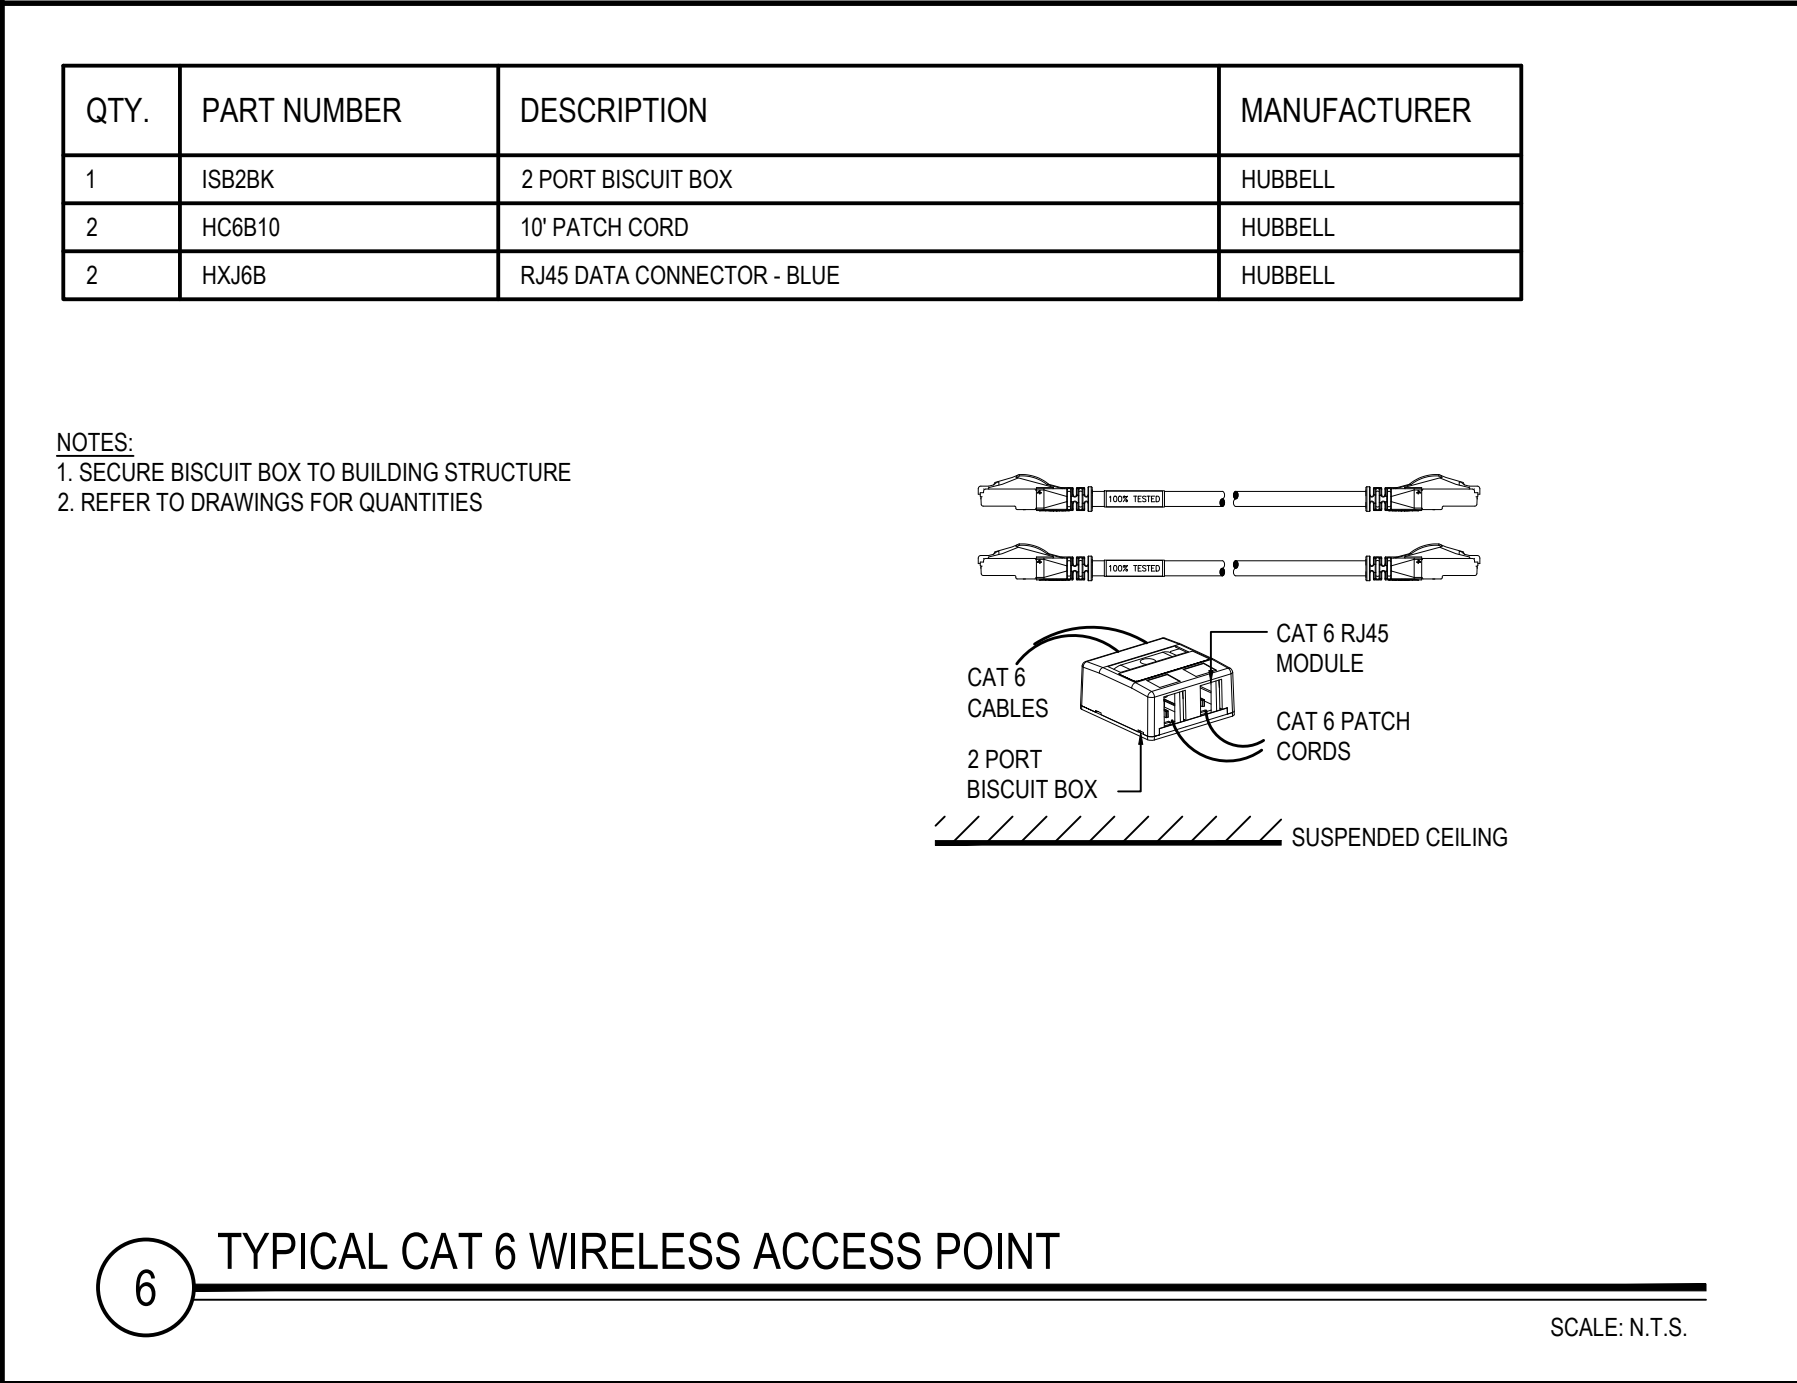 QTY. PART NUMBER DESCRIPTION MANUFACTURER
1 ISB2BK 2 PORT BISCUIT BOX HUBBELL
2 HC6B10 10' PATCH CORD HUBBELL
2 HXJ6B RJ45 DATA CONNECTOR - BLUE HUBBELL
NOTES:
1. SECURE BISCUIT BOX TO BUILDING STRUCTURE
2. REFER TO DRAWINGS FOR QUANTITIES
100% TESTED
100% TESTED
CAT 6
CABLES
CAT 6 RJ45
MODULE
CAT 6 PATCH
CORDS
2 PORT
BISCUIT BOX
SUSPENDED CEILING
6
TYPICAL CAT 6 WIRELESS ACCESS POINT
SCALE: N.T.S.